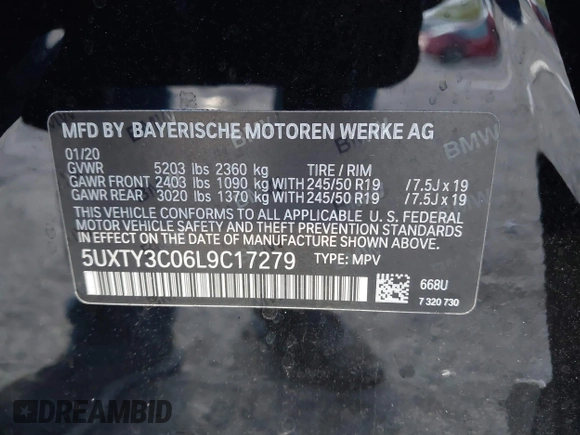 MFD BY BAYERISCHE MOTOREN WERKE AG
01/20
GVWR 5203 lbs 2360 kg TIRE / RIM
GAWR FRONT 2403 lbs 1090 kg WITH 245/50 R19 / 7.5J x 19
GAWR REAR 3020 lbs 1370 kg WITH 245/50 R19 / 7.5J x 19
THIS VEHICLE CONFORMS TO ALL APPLICABLE U. S. FEDERAL
MOTOR VEHICLE SAFETY AND THEFT PREVENTION STANDARDS
IN EFFECT ON THE DATE OF MANUFACTURE SHOWN ABOVE.
5UXTY3C06L9C17279 TYPE: MPV
668U
7 320 730
BMW
BMW
BMW
DREAMBID